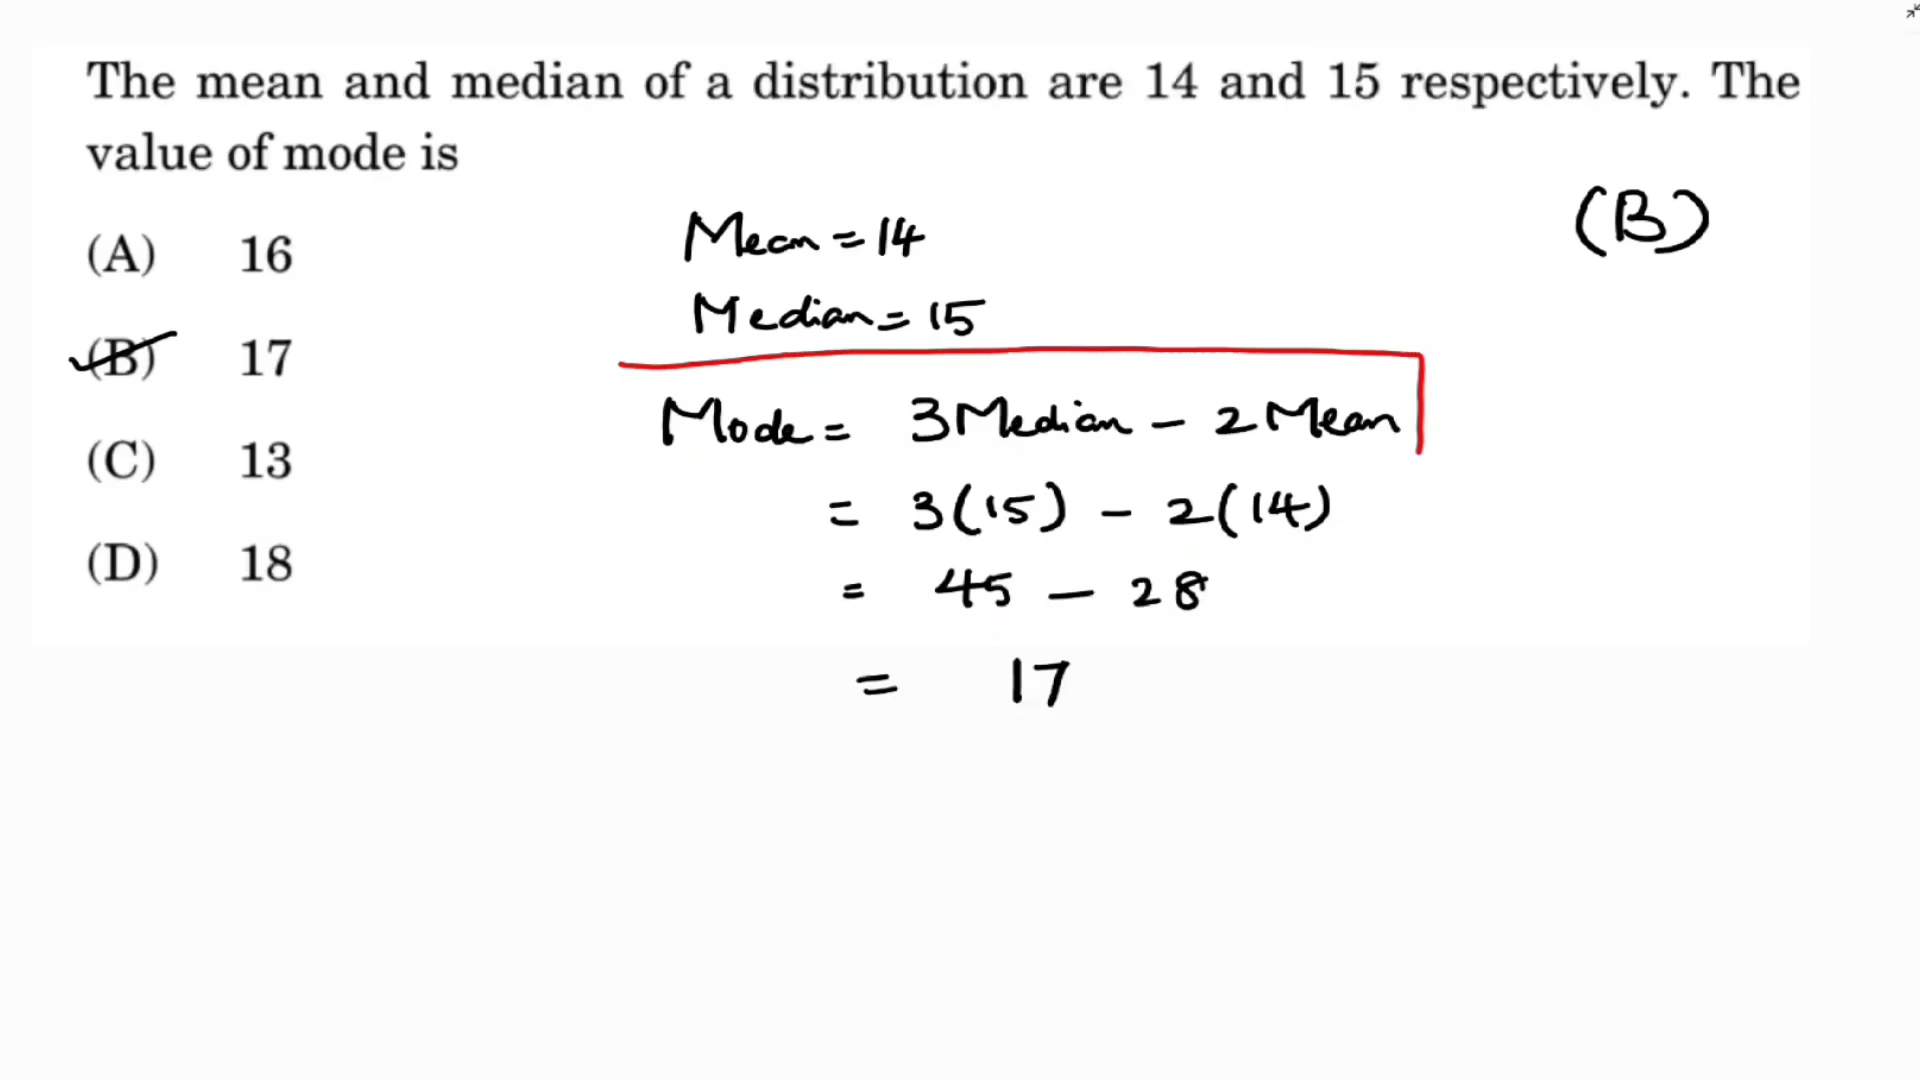 The mean and median of a distribution are 14 and 15 respectively. The
value of mode is
(A) 16
(B) 17
(C) 13
(D) 18
Mean = 14
Median = 15
Mode = 3Median - 2Mean
= 3(15) - 2(14)
= 45 - 28
= 17
(B)